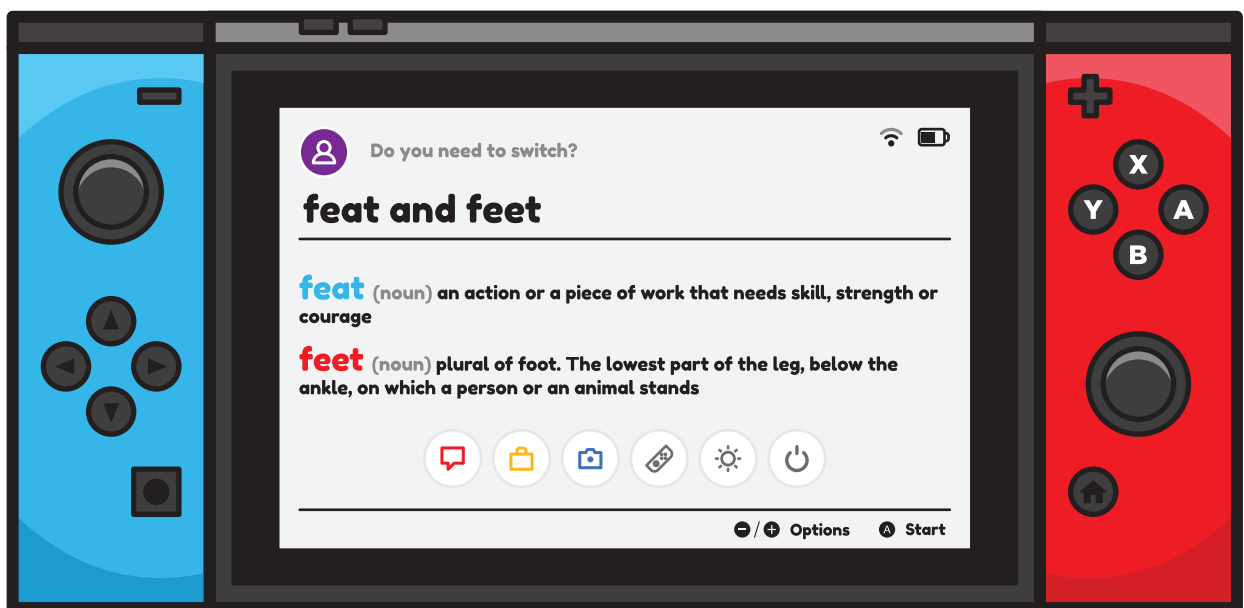 Do you need to switch?
feat and feet
feat (noun) an action or a piece of work that needs skill, strength or
courage
feet (noun) plural of foot. The lowest part of the leg, below the
ankle, on which a person or an animal stands
X
Y A
B
−/+ Options A Start